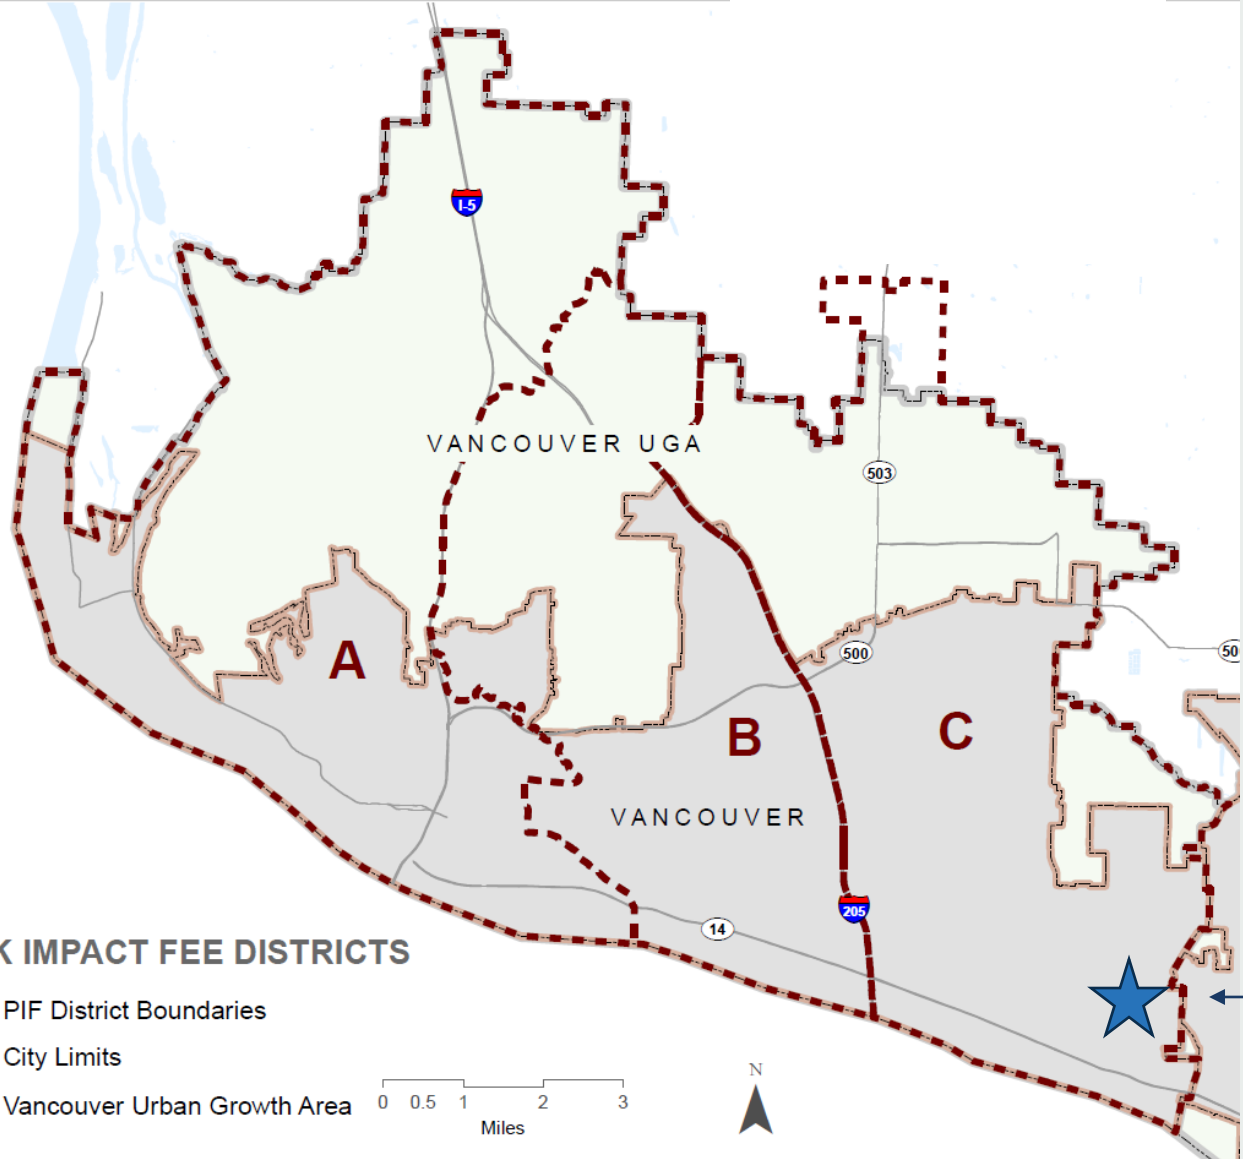 I-5
VANCOUVER UGA
503
500
50
A
B
C
VANCOUVER
205
14
K IMPACT FEE DISTRICTS
PIF District Boundaries
City Limits
Vancouver Urban Growth Area
0 0.5 1 2 3
Miles
N